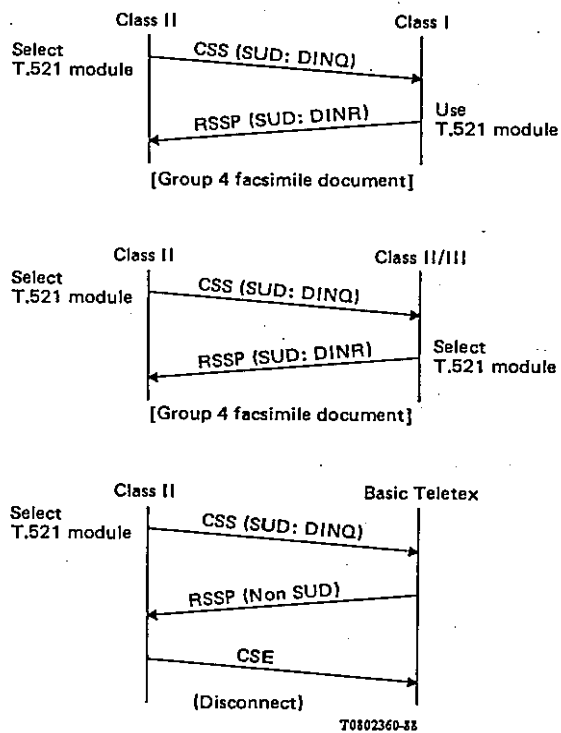 Class II
Class I
Select
T.521 module
CSS (SUD: DINQ)
RSSP (SUD: DINR)
Use
T.521 module
[Group 4 facsimile document]
Class II
Class II/III
Select
T.521 module
CSS (SUD: DINQ)
RSSP (SUD: DINR)
Select
T.521 module
[Group 4 facsimile document]
Class II
Basic Teletex
Select
T.521 module
CSS (SUD: DINQ)
RSSP (Non SUD)
CSE
(Disconnect)
T0802360-88